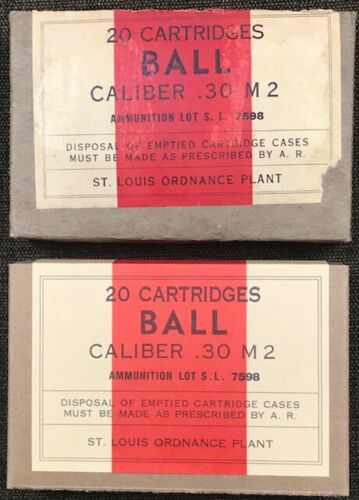 20 CARTRIDGES
BALL
CALIBER .30 M2
AMMUNITION LOT S. L. 7598
DISPOSAL OF EMPTIED CARTRIDGE CASES
MUST BE MADE AS PRESCRIBED BY A. R.
ST. LOUIS ORDNANCE PLANT
20 CARTRIDGES
BALL
CALIBER .30 M2
AMMUNITION LOT S. L. 7598
DISPOSAL OF EMPTIED CARTRIDGE CASES
MUST BE MADE AS PRESCRIBED BY A. R.
ST. LOUIS ORDNANCE PLANT